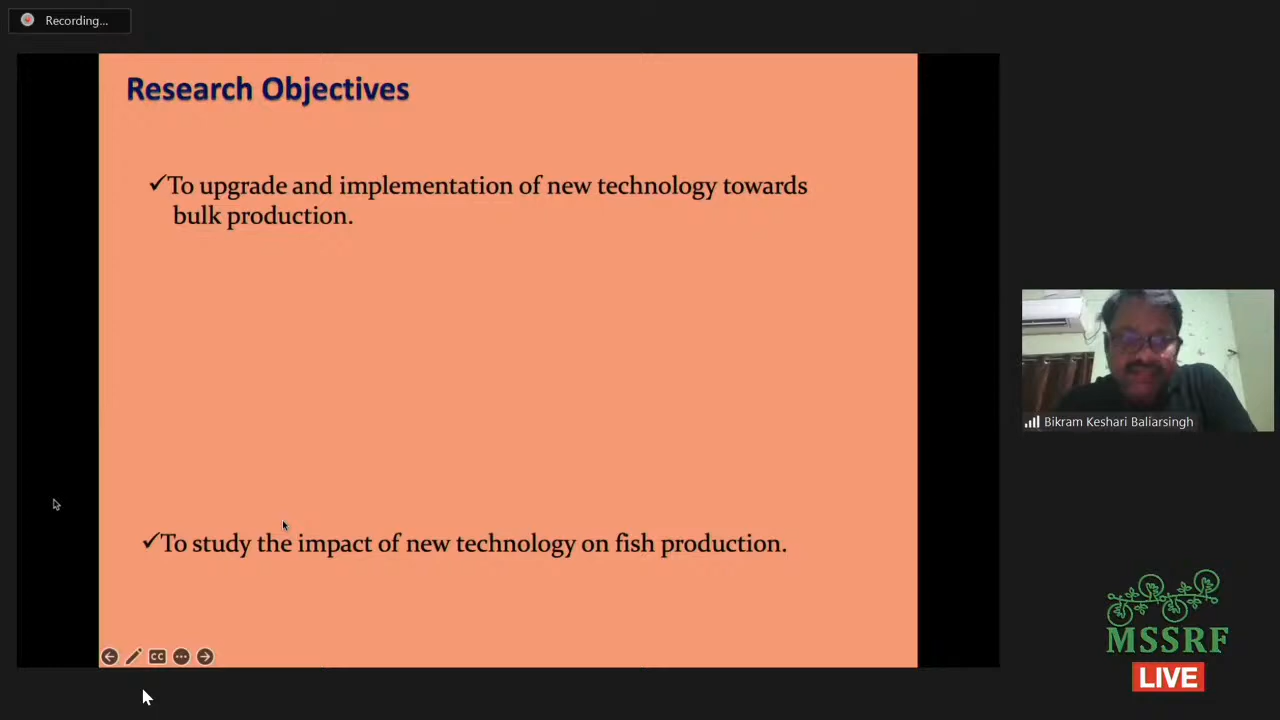 Recording...
Research Objectives
✓To upgrade and implementation of new technology towards
bulk production.
✓To study the impact of new technology on fish production.
CC
Bikram Keshari Baliarsingh
MSSRF
LIVE